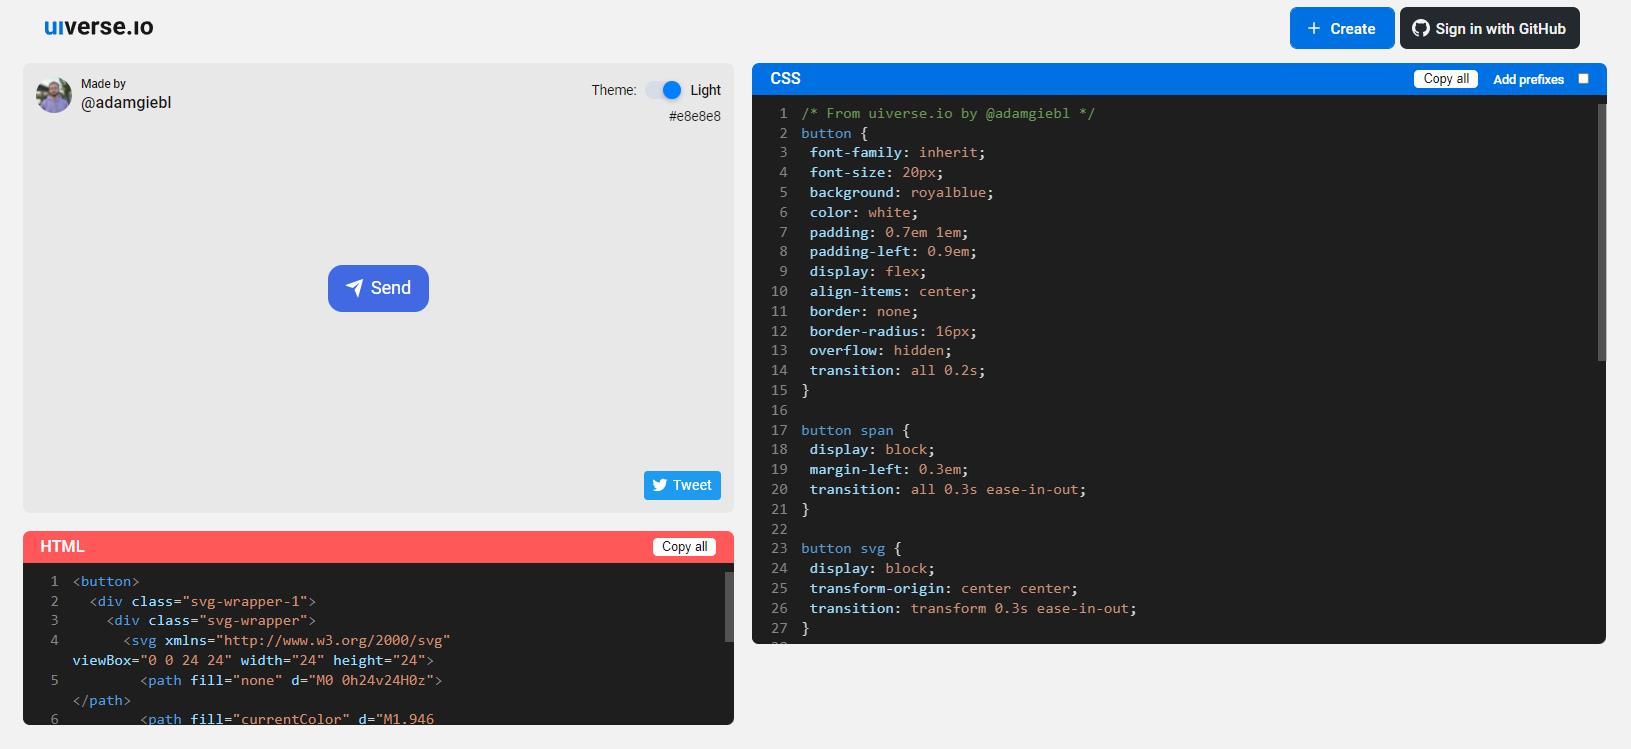 uiverse.io
Create
Sign in with GitHub
Made by
@adamgiebl
Theme:
Light
#e8e8e8
Send
Tweet
HTML
Copy all
1 <button>
2 <div class="svg-wrapper-1">
3 <div class="svg-wrapper">
4 <svg xmlns="http://www.w3.org/2000/svg"
viewBox="0 0 24 24" width="24" height="24">
5 <path fill="none" d="M0 0h24v24H0z">
</path>
6 <path fill="currentColor" d="M1.946
CSS
Copy all
Add prefixes
1 /* From uiverse.io by @adamgiebl */
2 button {
3 font-family: inherit;
4 font-size: 20px;
5 background: royalblue;
6 color: white;
7 padding: 0.7em 1em;
8 padding-left: 0.9em;
9 display: flex;
10 align-items: center;
11 border: none;
12 border-radius: 16px;
13 overflow: hidden;
14 transition: all 0.2s;
15 }
16
17 button span {
18 display: block;
19 margin-left: 0.3em;
20 transition: all 0.3s ease-in-out;
21 }
22
23 button svg {
24 display: block;
25 transform-origin: center center;
26 transition: transform 0.3s ease-in-out;
27 }